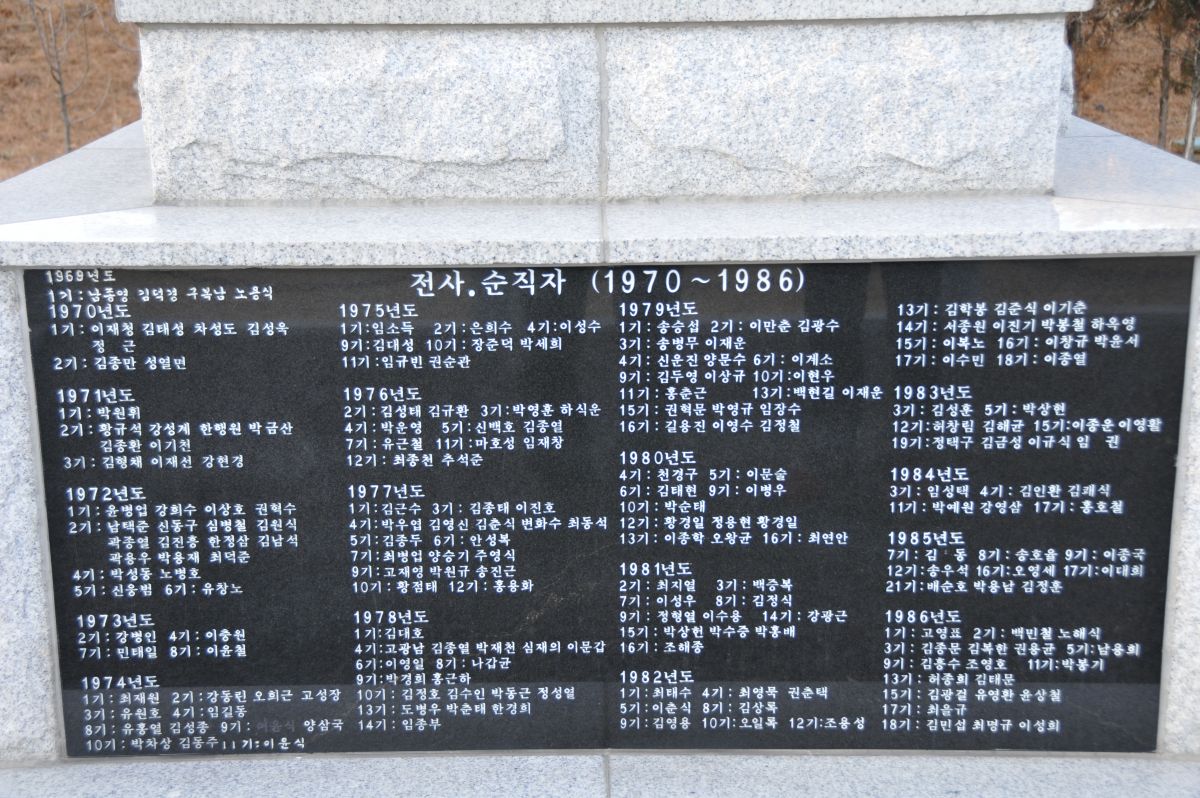 전사.순직자 (1970～1986)
1969년도
1기:남종영 김덕경 구복남 노용식
1970년도
1기:이재청 김태성 차성도 김성욱
정 근
2기:김종만 성열면
1971년도
1기:박원휘
2기:황규석 강성계 한행원 박금산
김종환 이기천
3기:김형채 이재선 강현경
1972년도
1기:윤병업 강희수 이상호 권혁수
2기:남택준 신동구 심병철 김원식
곽종열 김진흥 한정삼 김남석
곽용우 박용재 최덕준
4기:박성동 노병호
5기:신웅범 6기:유창노
1973년도
2기:강병인 4기:이충원
7기:민태일 8기:이윤철
1974년도
1기:최재원 2기:강동린 오희근 고성장
3기:유원호 4기:임길동
8기:유홍열 김성종 9기: 양삼국
10기:박차상 김동주 11기:이윤식
1975년도
1기:임소득 2기:은희수 4기:이성수
9기:김대성 10기:장준덕 박세희
11기:임규빈 권순관
1976년도
2기:김성태 김규환 3기:박영훈 하식운
4기:박운영 5기:신백호 김종열
7기:유근철 11기:마호성 임재창
12기:최종천 추석준
1977년도
1기:김근수 3기:김종태 이진호
4기:박우엽 김영신 김춘식 변화수 최동석
5기:김종두 6기:안성복
7기:최병업 양승기 주영식
9기:고재영 박원규 송진근
10기:황점태 12기:홍용화
1978년도
1기:김대호
4기:고광남 김종열 박재천 심재의 이문갑
6기:이영일 8기:나갑균
9기:박경희 홍근하
10기:김정호 김수인 박동근 정성열
13기:도병우 박춘태 한경희
14기:임종부
1979년도
1기:송승섭 2기:이만춘 김광수
3기:송병무 이재운
4기:신운진 양문수 6기:이계소
9기:김두영 이상규 10기:이현우
11기:홍춘근 13기:백현길 이재운
15기:권혁문 박영규 임장수
16기:길용진 이영수 김정철
1980년도
4기:천경구 5기:이문술
6기:김태현 9기:이병우
10기:박순태
12기:황경일 정용현 황경일
13기:이종학 오왕균 16기:최연안
1981년도
2기:최지열 3기:백중복
7기:이성우 8기:김정식
9기:정형열 이수용 14기:강광근
15기:박상헌 박수중 박홍배
16기:조해종
1982년도
1기:최태수 4기:최영묵 권춘택
5기:이춘식 8기:김상록
9기:김영용 10기:오일록 12기:조용성
13기:김학봉 김준식 이기춘
14기:서종원 이진기 박봉철 하옥영
15기:이복노 16기:이창규 박윤서
17기:이수민 18기:이종열
1983년도
3기:김성훈 5기:박상현
12기:허창림 김해균 15기:이종운 이영활
19기:정택구 김금성 이규식 임 권
1984년도
3기:임성택 4기:김인환 김쾌식
11기:박예원 강영삼 17기:홍호철
1985년도
7기:김 동 8기:송호율 9기:이종국
12기:송우석 16기:오영세 17기:이대희
21기:배순호 박용남 김정훈
1986년도
1기:고영표 2기:백민철 노해식
3기:김종문 김복한 권용균 5기:남용희
9기:김흥수 조영호 11기:박봉기
13기:허종희 김태문
15기:김광걸 유영환 윤상철
17기:최율규
18기:김민섭 최명규 이성희